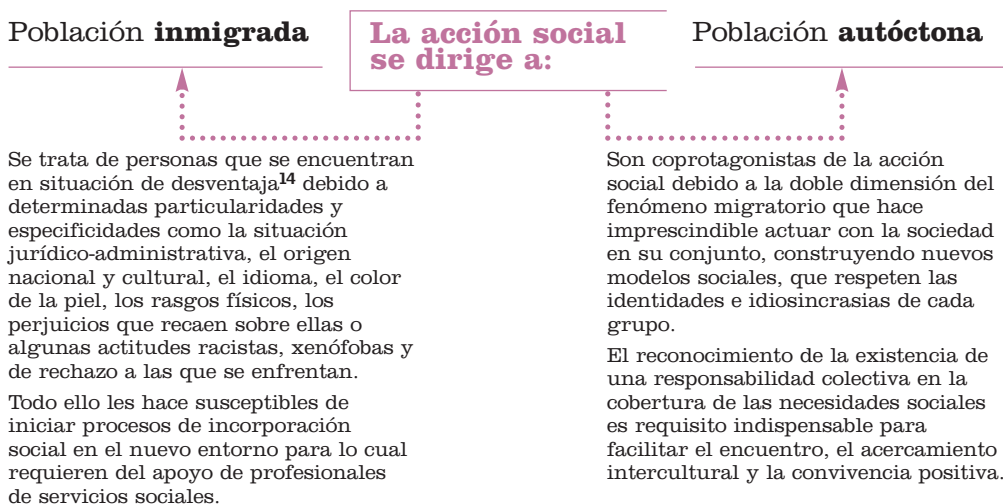 Población inmigrada
La acción social
se dirige a:
Población autóctona
Se trata de personas que se encuentran
en situación de desventaja14 debido a
determinadas particularidades y
especificidades como la situación
jurídico-administrativa, el origen
nacional y cultural, el idioma, el color
de la piel, los rasgos físicos, los
perjuicios que recaen sobre ellas o
algunas actitudes racistas, xenófobas y
de rechazo a las que se enfrentan.
Todo ello les hace susceptibles de
iniciar procesos de incorporación
social en el nuevo entorno para lo cual
requieren del apoyo de profesionales
de servicios sociales.
Son coprotagonistas de la acción
social debido a la doble dimensión del
fenómeno migratorio que hace
imprescindible actuar con la sociedad
en su conjunto, construyendo nuevos
modelos sociales, que respeten las
identidades e idiosincrasias de cada
grupo.
El reconocimiento de la existencia de
una responsabilidad colectiva en la
cobertura de las necesidades sociales
es requisito indispensable para
facilitar el encuentro, el acercamiento
intercultural y la convivencia positiva.